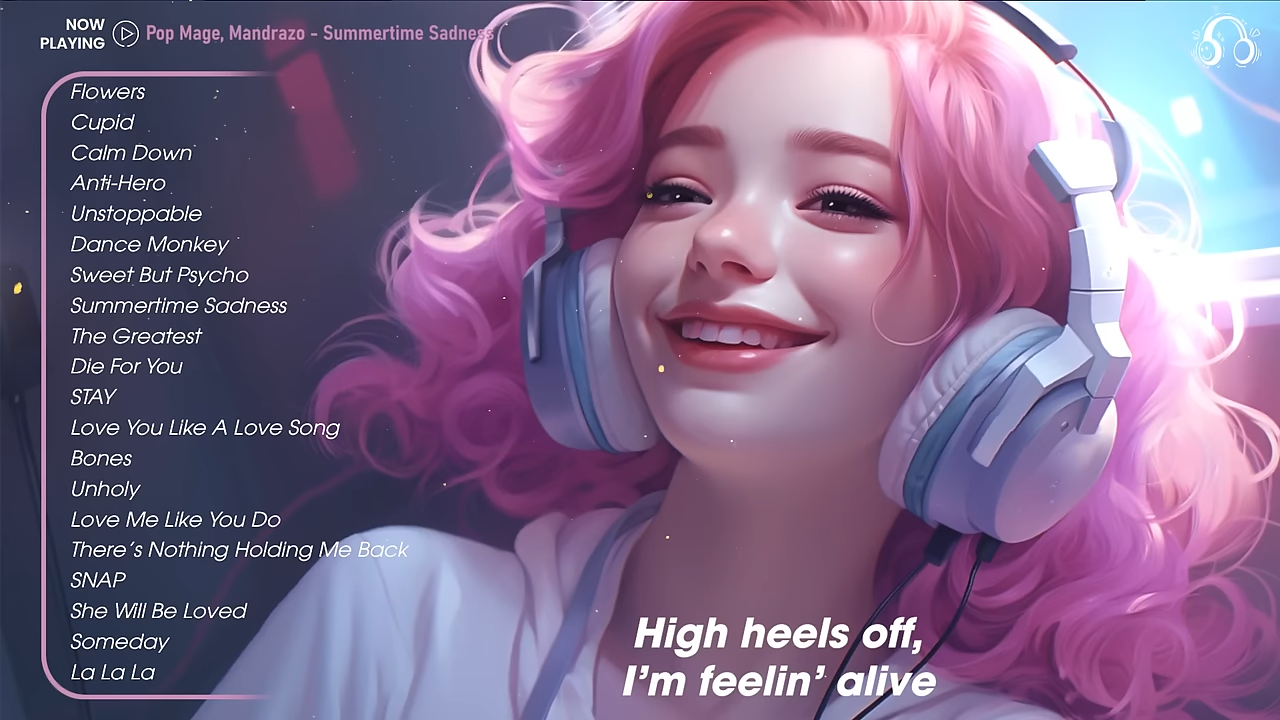 NOW
PLAYING
Pop Mage, Mandrazo - Summertime Sadness
Flowers
Cupid
Calm Down
Anti-Hero
Unstoppable
Dance Monkey
Sweet But Psycho
Summertime Sadness
The Greatest
Die For You
STAY
Love You Like A Love Song
Bones
Unholy
Love Me Like You Do
There's Nothing Holding Me Back
SNAP
She Will Be Loved
Someday
La La La
High heels off,
I'm feelin' alive